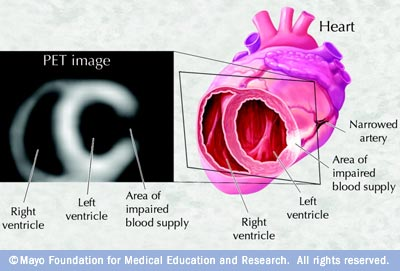 Heart
PET image
Narrowed
artery
Area of
impaired
blood supply
Left
ventricle
Right
ventricle
Right
ventricle
Left
ventricle
Area of
impaired
blood supply
©Mayo Foundation for Medical Education and Research. All rights reserved.